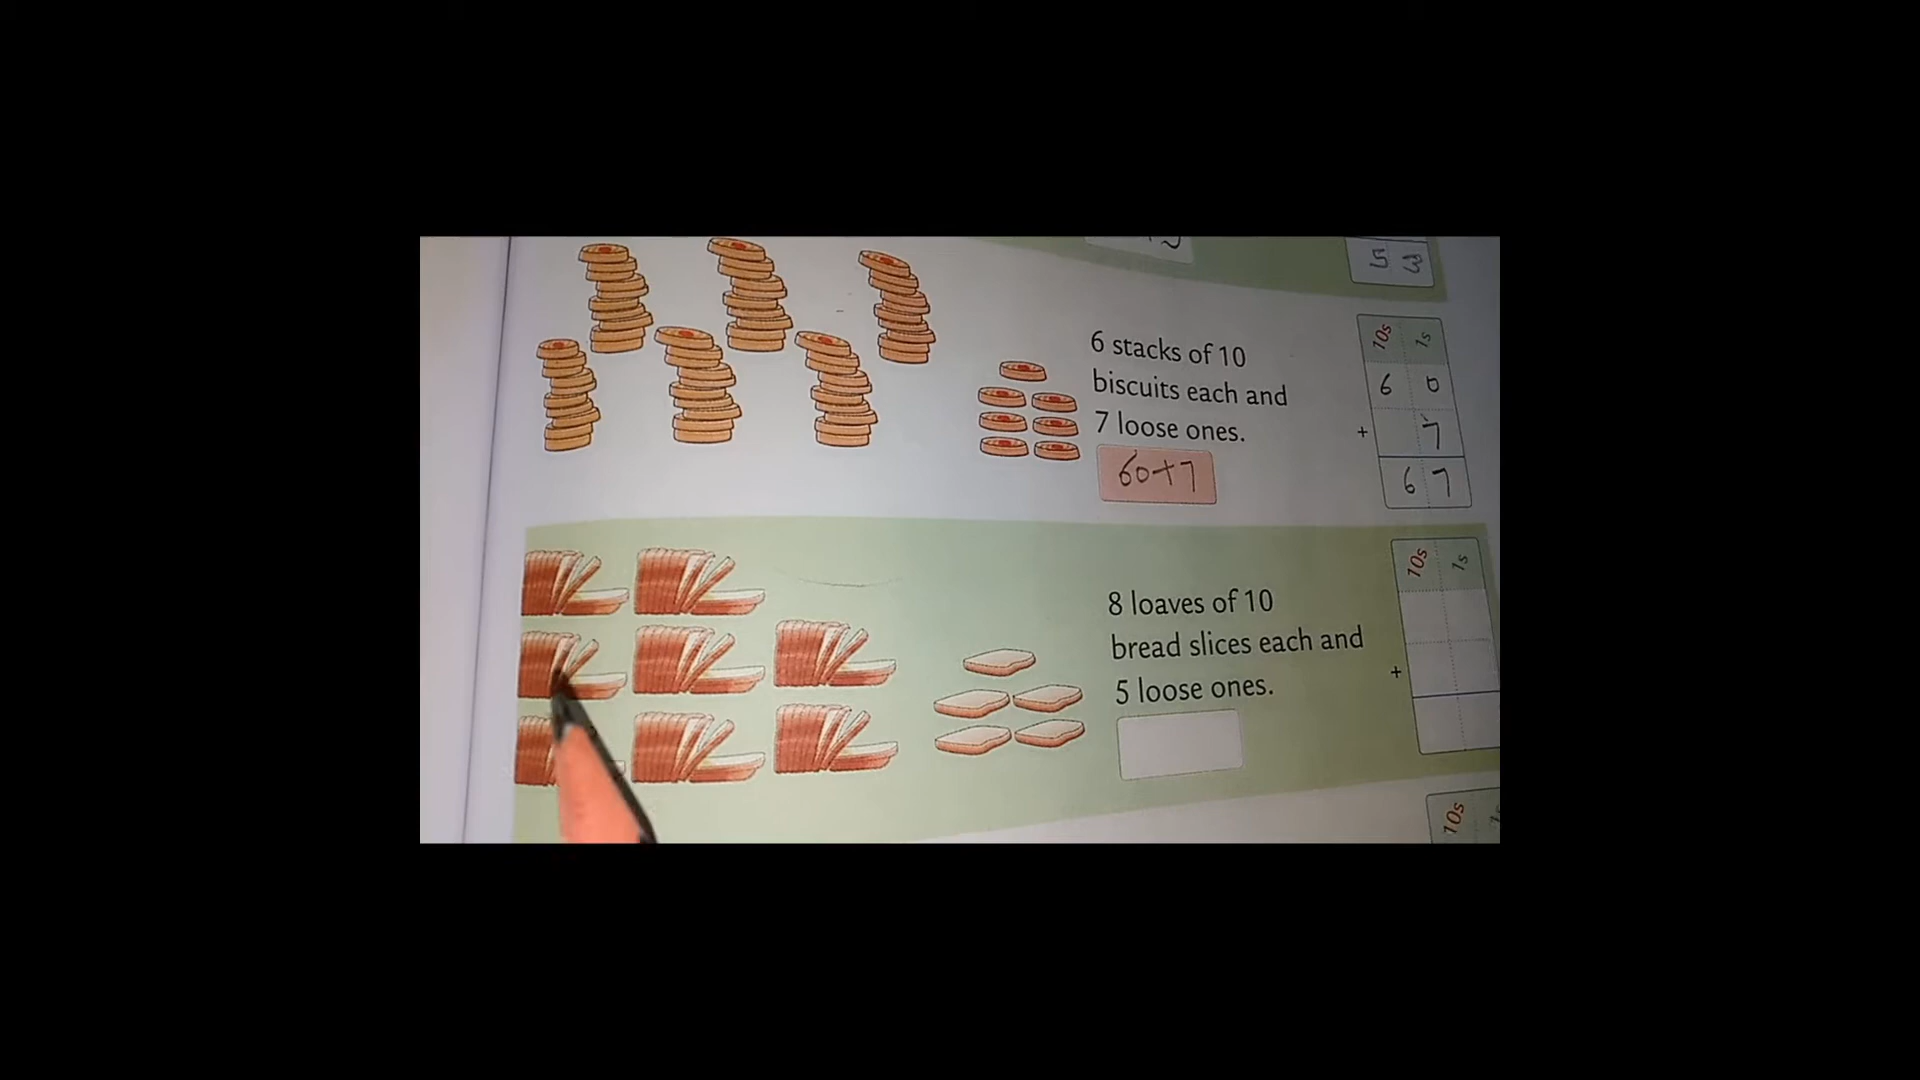 5 3
6 stacks of 10
biscuits each and
7 loose ones.
60+7
10s 1s
6 0
+ 7
6 7
8 loaves of 10
bread slices each and
5 loose ones.
10s 1s
+
10s